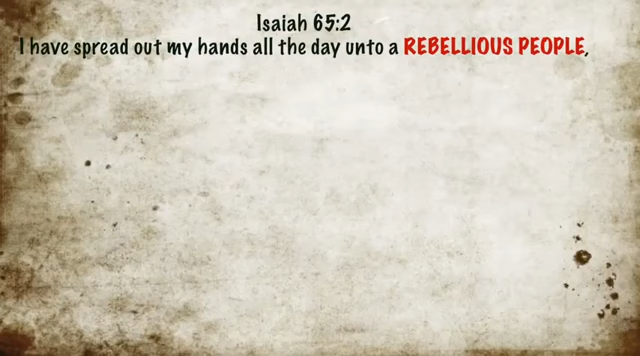 Isaiah 65:2
I have spread out my hands all the day unto a REBELLIOUS PEOPLE,